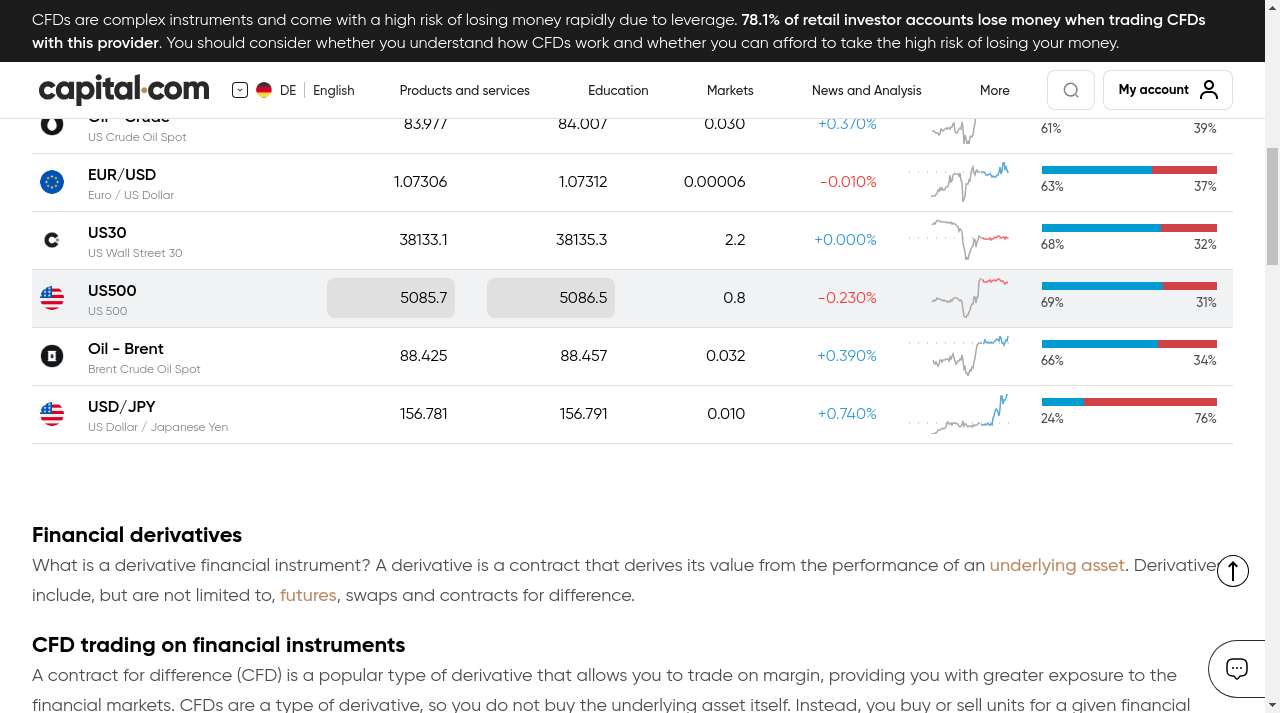 CFDs are complex instruments and come with a high risk of losing money rapidly due to leverage. 78.1% of retail investor accounts lose money when trading CFDs
with this provider. You should consider whether you understand how CFDs work and whether you can afford to take the high risk of losing your money.
capital.com DE English Products and services Education Markets News and Analysis More My account
Oil - Crude 83.977 84.007 0.030 +0.370%
US Crude Oil Spot 61% 39%
EUR/USD 1.07306 1.07312 0.00006 -0.010%
Euro / US Dollar 63% 37%
US30 38133.1 38135.3 2.2 +0.000%
US Wall Street 30 68% 32%
US500 5085.7 5086.5 0.8 -0.230%
US 500 69% 31%
Oil - Brent 88.425 88.457 0.032 +0.390%
Brent Crude Oil Spot 66% 34%
USD/JPY 156.781 156.791 0.010 +0.740%
US Dollar / Japanese Yen 24% 76%
Financial derivatives
What is a derivative financial instrument? A derivative is a contract that derives its value from the performance of an underlying asset. Derivative
include, but are not limited to, futures, swaps and contracts for difference.
CFD trading on financial instruments
A contract for difference (CFD) is a popular type of derivative that allows you to trade on margin, providing you with greater exposure to the
financial markets. CFDs are a type of derivative, so you do not buy the underlying asset itself. Instead, you buy or sell units for a given financial